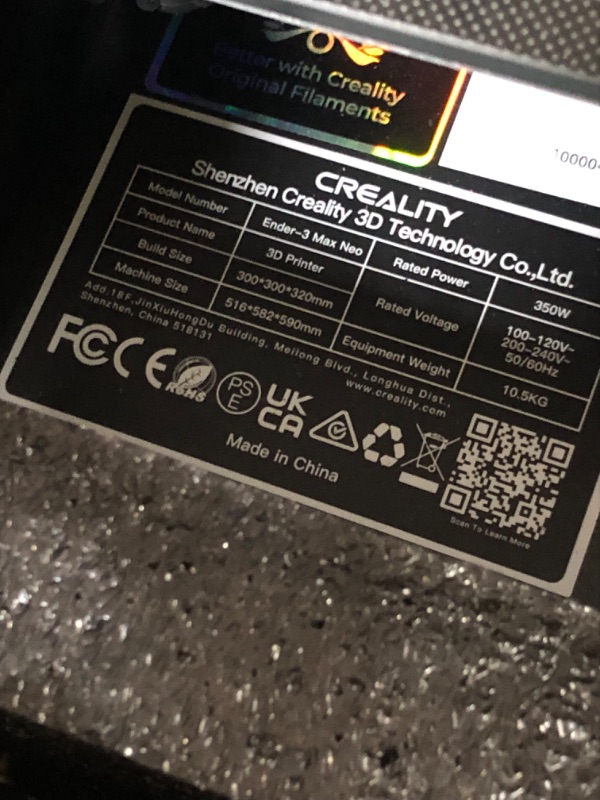 Better with Creality
Original Filaments
10000
CREALITY
Shenzhen Creality 3D Technology Co.,Ltd.
Model Number Ender-3 Max Neo Rated Power 350W
Product Name 3D Printer Rated Voltage 100-120V~ 200-240V~ 50/60Hz
Build Size 300*300*320mm
Machine Size 516*582*590mm Equipment Weight 10.5KG
Add:18F,JinXiuHongDu Building, Meilong Blvd., Longhua Dist.,
Shenzhen, China 518131 www.creality.com
FC CE RoHS PS E UK CA
Made in China
Scan To Learn More